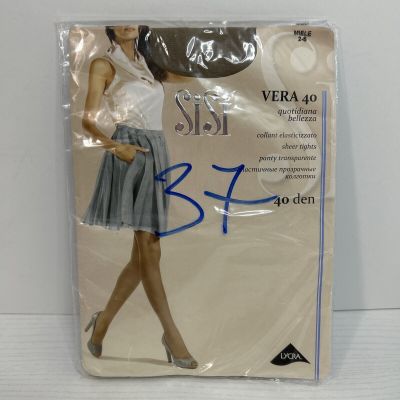 MIELE
2-S
SiSi
VERA 40
quotidiana
bellezza
collant elasticizzato
sheer tights
panty transparente
эластичные прозрачные
колготки
37
40 den
LYCRA